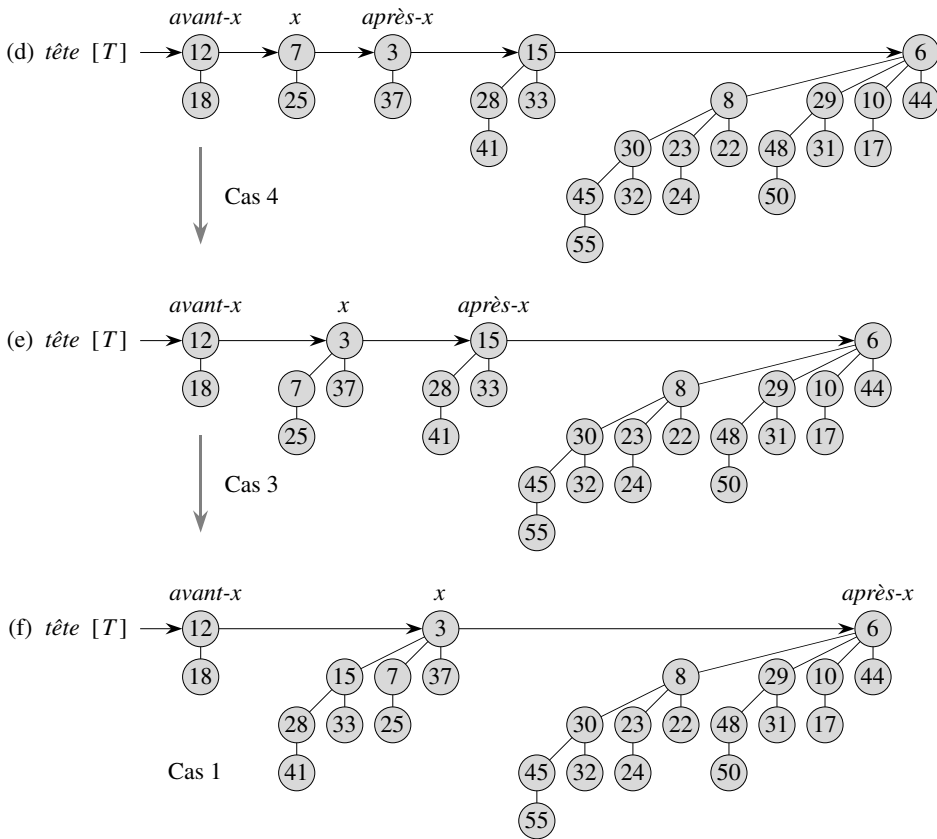 avant-x x après-x
(d) tête [T] 12 7 3 15 6
18 25 37 28 33 8 29 10 44
41 30 23 22 48 31 17
Cas 4 45 32 24 50
55
avant-x x après-x
(e) tête [T] 12 3 15 6
18 7 37 28 33 8 29 10 44
25 41 30 23 22 48 31 17
Cas 3 45 32 24 50
55
avant-x x après-x
(f) tête [T] 12 3 6
18 15 7 37 8 29 10 44
28 33 25 30 23 22 48 31 17
Cas 1 41 45 32 24 50
55